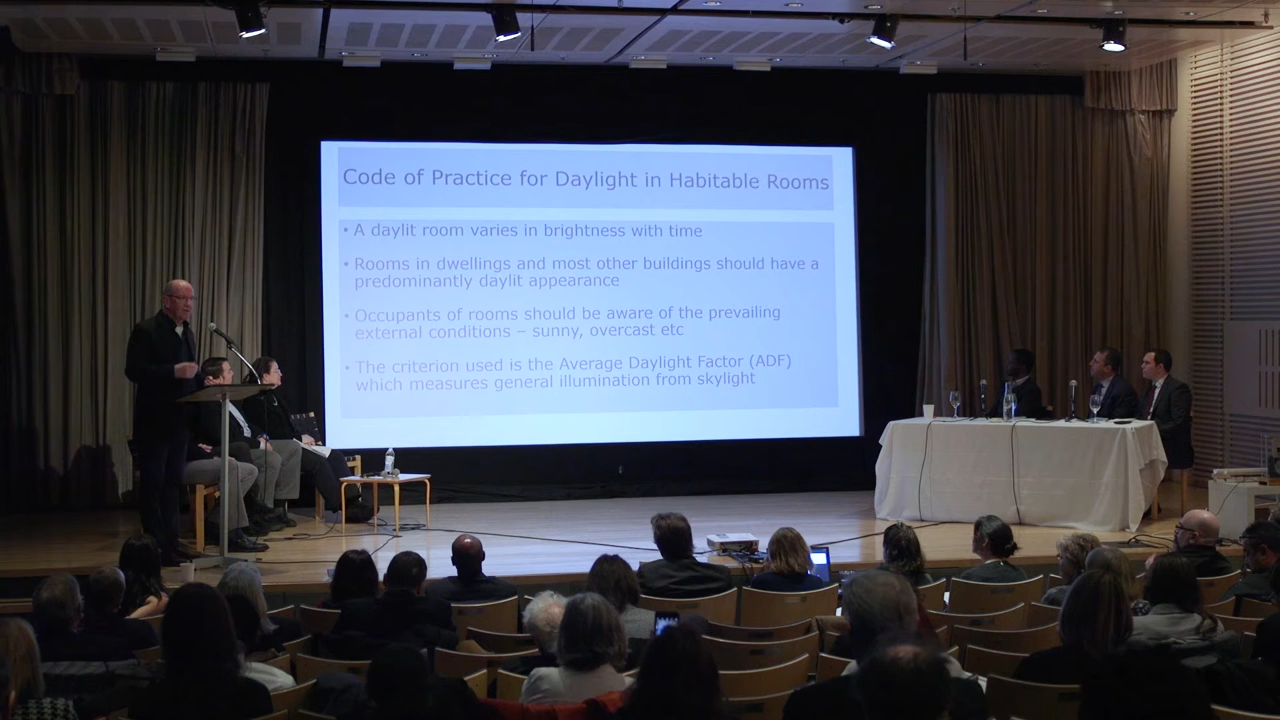 Code of Practice for Daylight in Habitable Rooms
• A daylit room varies in brightness with time
• Rooms in dwellings and most other buildings should have a
predominantly daylit appearance
• Occupants of rooms should be aware of the prevailing
external conditions – sunny, overcast etc
• The criterion used is the Average Daylight Factor (ADF)
which measures general illumination from skylight